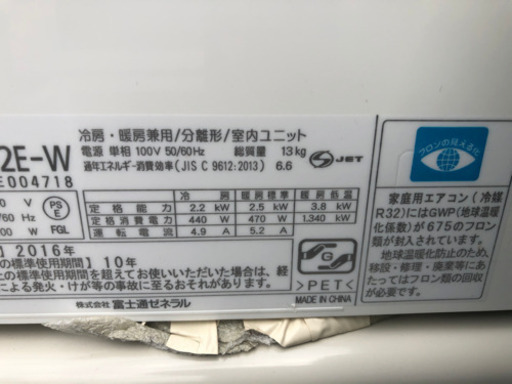 2E-W
E004718
冷房・暖房兼用/分離形/室内ユニット
電源 単相100V 50/60Hz 総質量 13kg
通年エネルギー消費効率(JIS C 9612:2013) 6.6
JET
0 V
/60 Hz
00 W
PS
E
FGL
冷房 暖房標準 暖房低温
定格能力 2.2 kW 2.5 kW 3.8 kW
定格消費電力 440 W 470 W 1.340 kW
運転電流 4.9 A 5.2 A
】2016年
の標準使用期間】10年
標準使用期間を超えてお使いいただいた場合は、経
による発火・けが等の事故に至るおそれがあります。
株式会社 富士通ゼネラル
G
>PET<
MADE IN CHINA
フロンの見える化
家庭用エアコン(冷媒
R32)にはGWP(地球温暖
化係数)が675のフロン
類が封入されています。
地球温暖化防止のため、
移設・修理・廃棄等にあ
たってはフロン類の回収
が必要です。